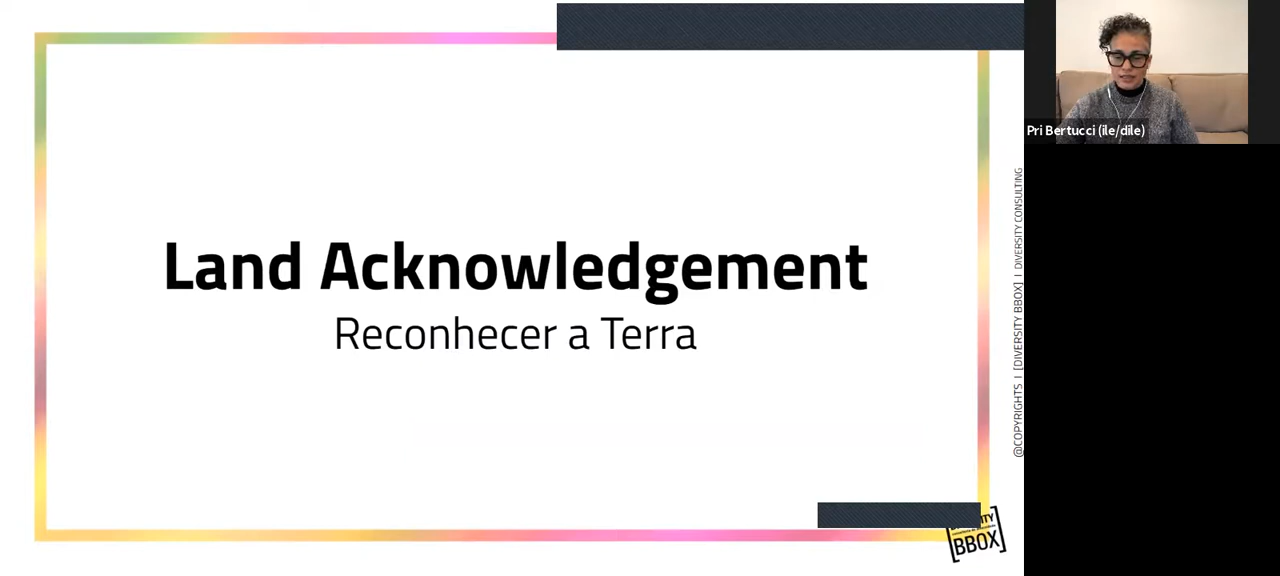 Land Acknowledgement
Reconhecer a Terra
Pri Bertucci (ile/dile)
@COPYRIGHTS I [DIVERSITY BBOX] I DIVERSITY CONSULTING
BBOX